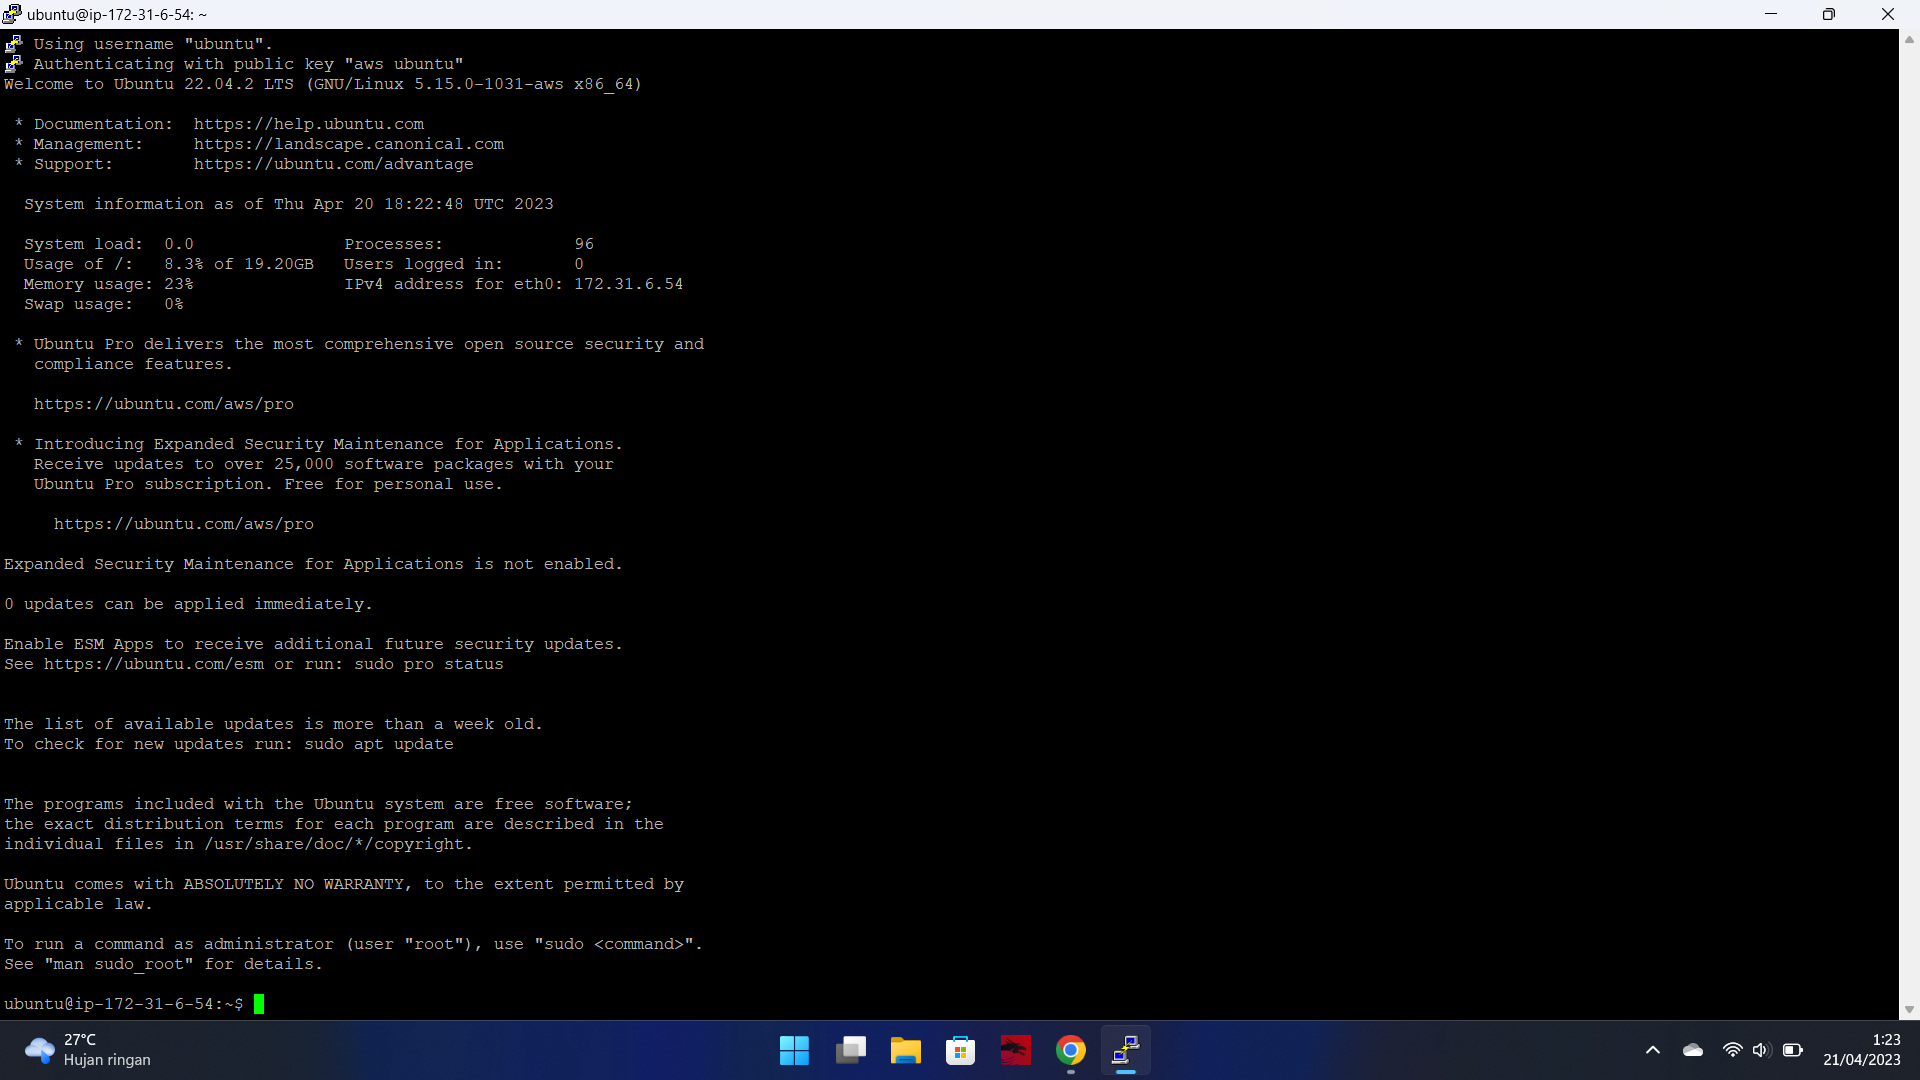 ubuntu@ip-172-31-6-54: ~
Using username "ubuntu".
Authenticating with public key "aws ubuntu"
Welcome to Ubuntu 22.04.2 LTS (GNU/Linux 5.15.0-1031-aws x86_64)
* Documentation:  https://help.ubuntu.com
* Management:     https://landscape.canonical.com
* Support:        https://ubuntu.com/advantage
System information as of Thu Apr 20 18:22:48 UTC 2023
System load:  0.0               Processes:             96
Usage of /:   8.3% of 19.20GB   Users logged in:       0
Memory usage: 23%               IPv4 address for eth0: 172.31.6.54
Swap usage:   0%
* Ubuntu Pro delivers the most comprehensive open source security and
compliance features.
https://ubuntu.com/aws/pro
* Introducing Expanded Security Maintenance for Applications.
Receive updates to over 25,000 software packages with your
Ubuntu Pro subscription. Free for personal use.
https://ubuntu.com/aws/pro
Expanded Security Maintenance for Applications is not enabled.
0 updates can be applied immediately.
Enable ESM Apps to receive additional future security updates.
See https://ubuntu.com/esm or run: sudo pro status
The list of available updates is more than a week old.
To check for new updates run: sudo apt update
The programs included with the Ubuntu system are free software;
the exact distribution terms for each program are described in the
individual files in /usr/share/doc/*/copyright.
Ubuntu comes with ABSOLUTELY NO WARRANTY, to the extent permitted by
applicable law.
To run a command as administrator (user "root"), use "sudo <command>".
See "man sudo_root" for details.
ubuntu@ip-172-31-6-54:~$
27°C
Hujan ringan
1:23
21/04/2023